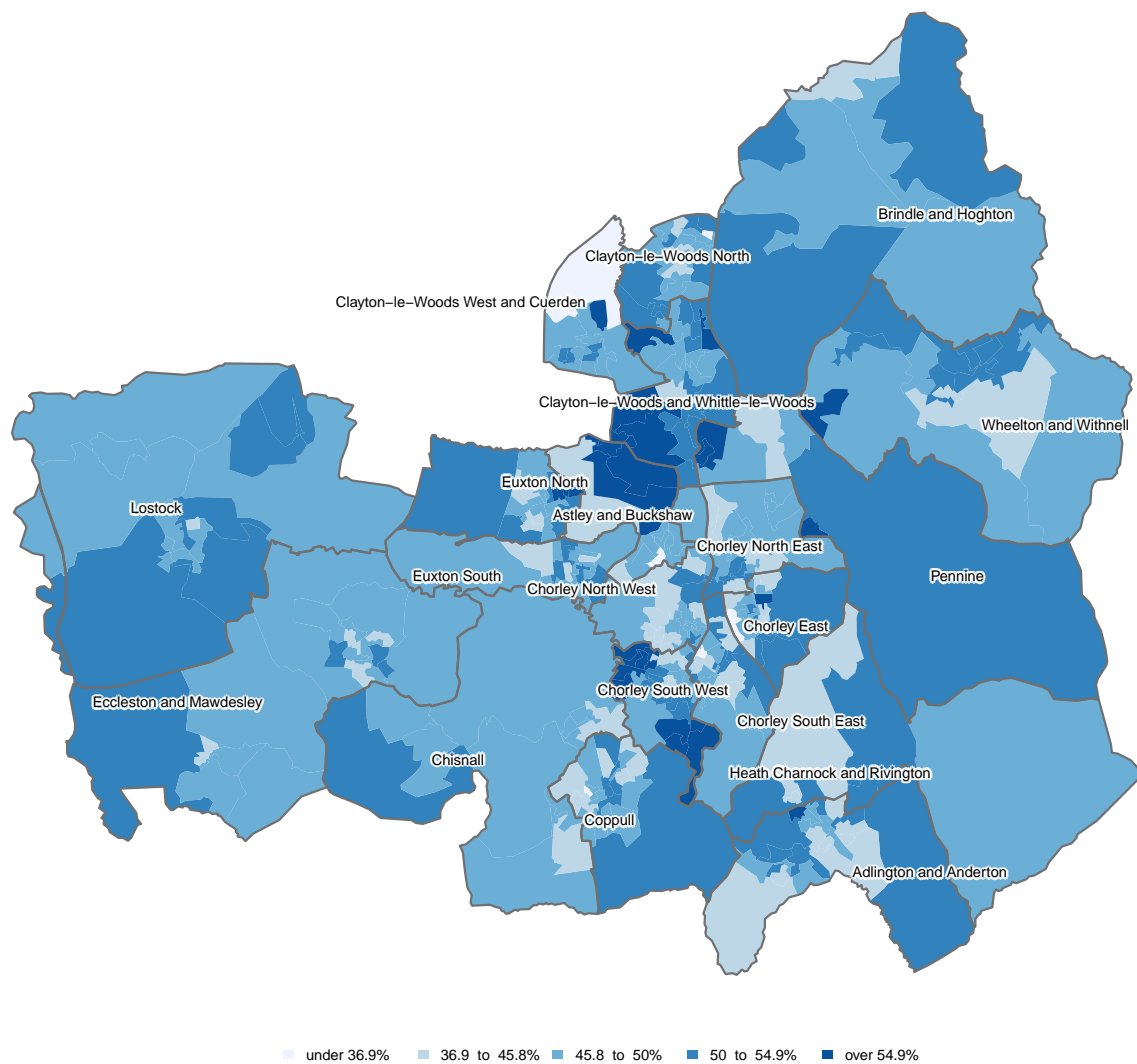 Brindle and Hoghton
Clayton−le−Woods North
Clayton−le−Woods West and Cuerden
Clayton−le−Woods and Whittle−le−Woods
Wheelton and Withnell
Euxton North
Lostock
Astley and Buckshaw
Chorley North East
Euxton South
Pennine
Chorley North West
Chorley East
Chorley South West
Eccleston and Mawdesley
Chorley South East
Chisnall
Heath Charnock and Rivington
Coppull
Adlington and Anderton
under 36.9% 36.9 to 45.8% 45.8 to 50% 50 to 54.9% over 54.9%